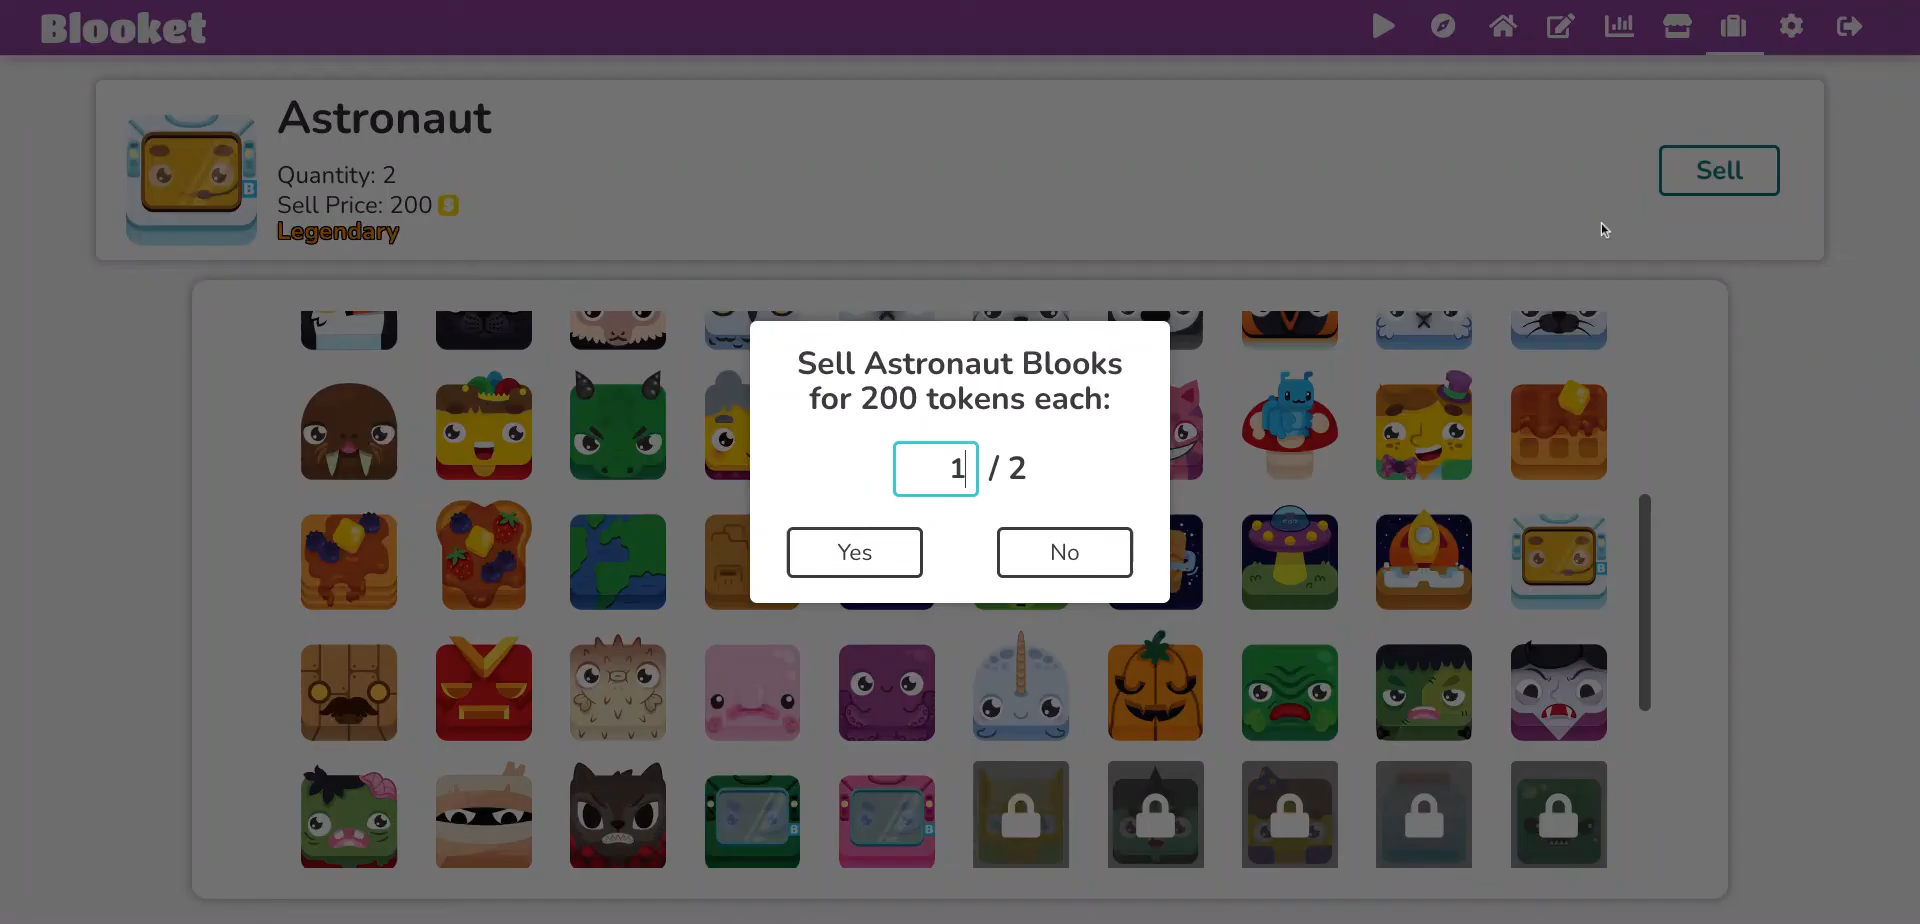 Blooket
Astronaut
Quantity: 2
Sell Price: 200
Legendary
Sell
Sell Astronaut Blooks
for 200 tokens each:
1 / 2
Yes
No
B
B
B
B